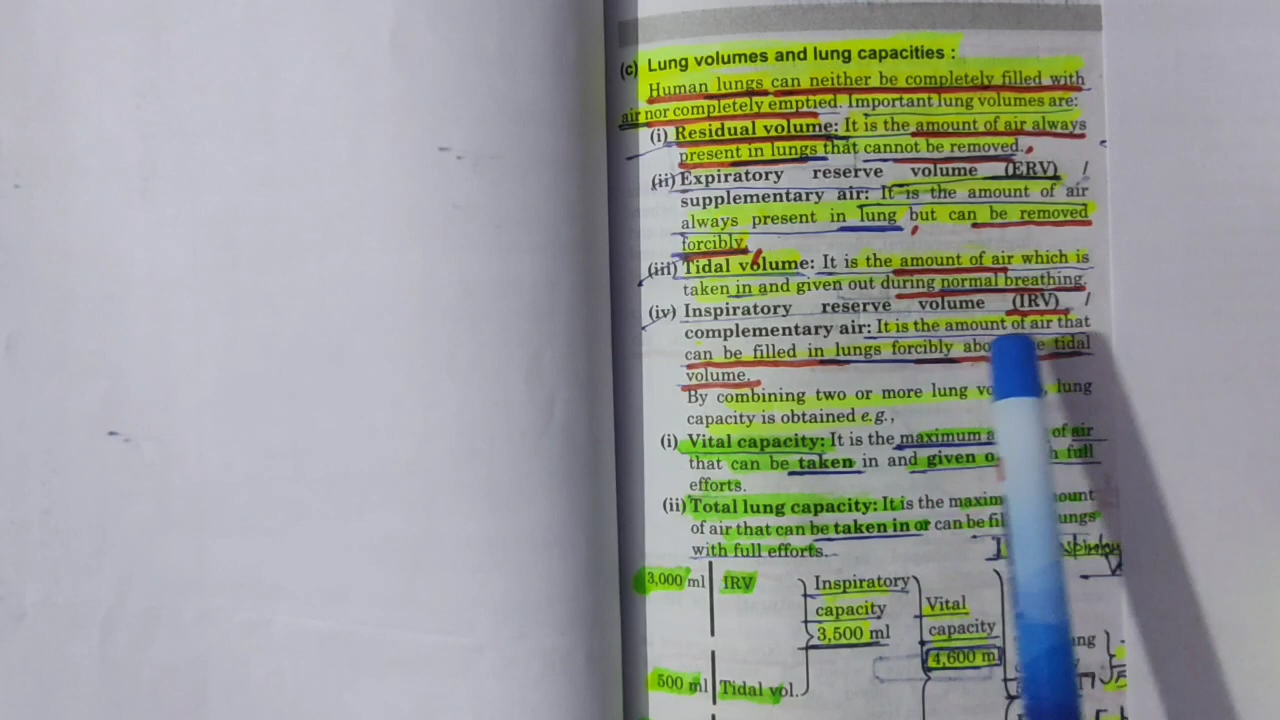 (c) Lung volumes and lung capacities :
Human lungs can neither be completely filled with
air nor completely emptied. Important lung volumes are:
(i) Residual volume: It is the amount of air always
present in lungs that cannot be removed.
(ii) Expiratory reserve volume (ERV) /
supplementary air: It is the amount of air
always present in lung but can be removed
forcibly
(iii) Tidal volume: It is the amount of air which is
taken in and given out during normal breathing.
(iv) Inspiratory reserve volume (IRV) /
complementary air: It is the amount of air that
can be filled in lungs forcibly tidal
volume.
By combining two or more lung lung
capacity is obtained e.g.,
(i) Vital capacity: It is the maximum of air
that can be taken in and given full
efforts.
(ii) Total lung capacity: It is the
of air that can be taken in or can be
with full efforts.
3,000 ml IRV Inspiratory
capacity Vital
3,500 ml capacity
4,600 m
500 ml Tidal vol.